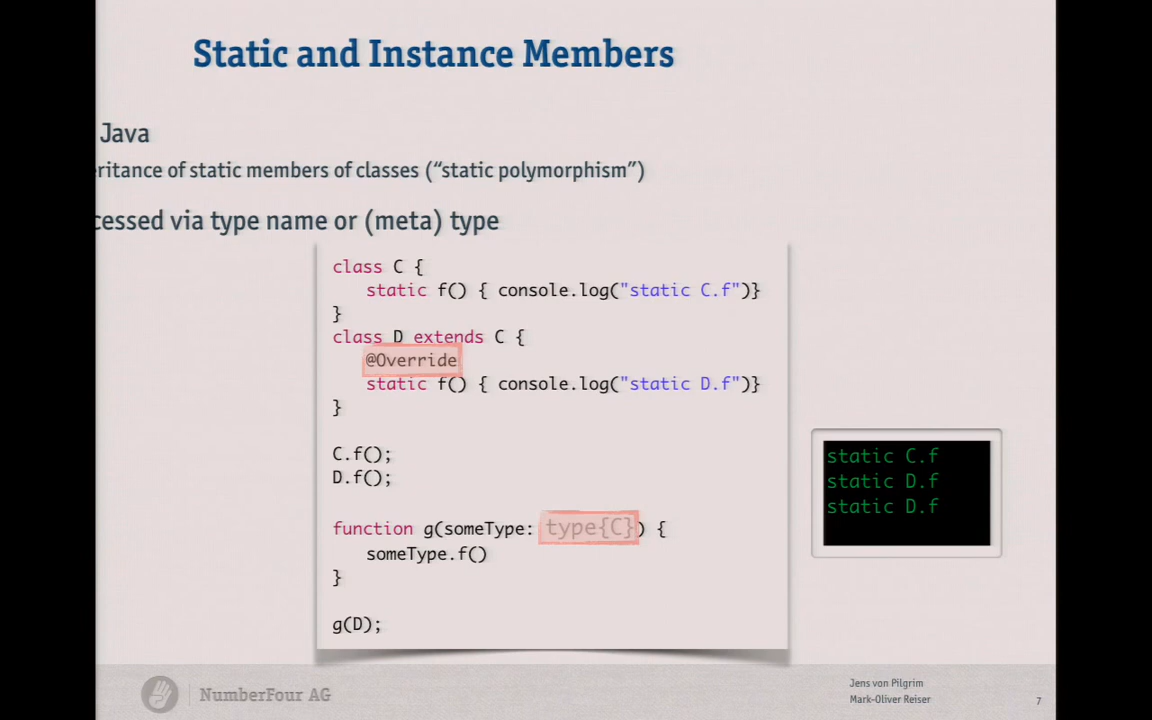 Static and Instance Members
Java
ritance of static members of classes (“static polymorphism”)
cessed via type name or (meta) type
class C {
static f() { console.log("static C.f")}
}
class D extends C {
@Override
static f() { console.log("static D.f")}
}
C.f();
D.f();
function g(someType: type{C}) {
someType.f()
}
g(D);
static C.f
static D.f
static D.f
NumberFour AG
Jens von Pilgrim
Mark-Oliver Reiser
7